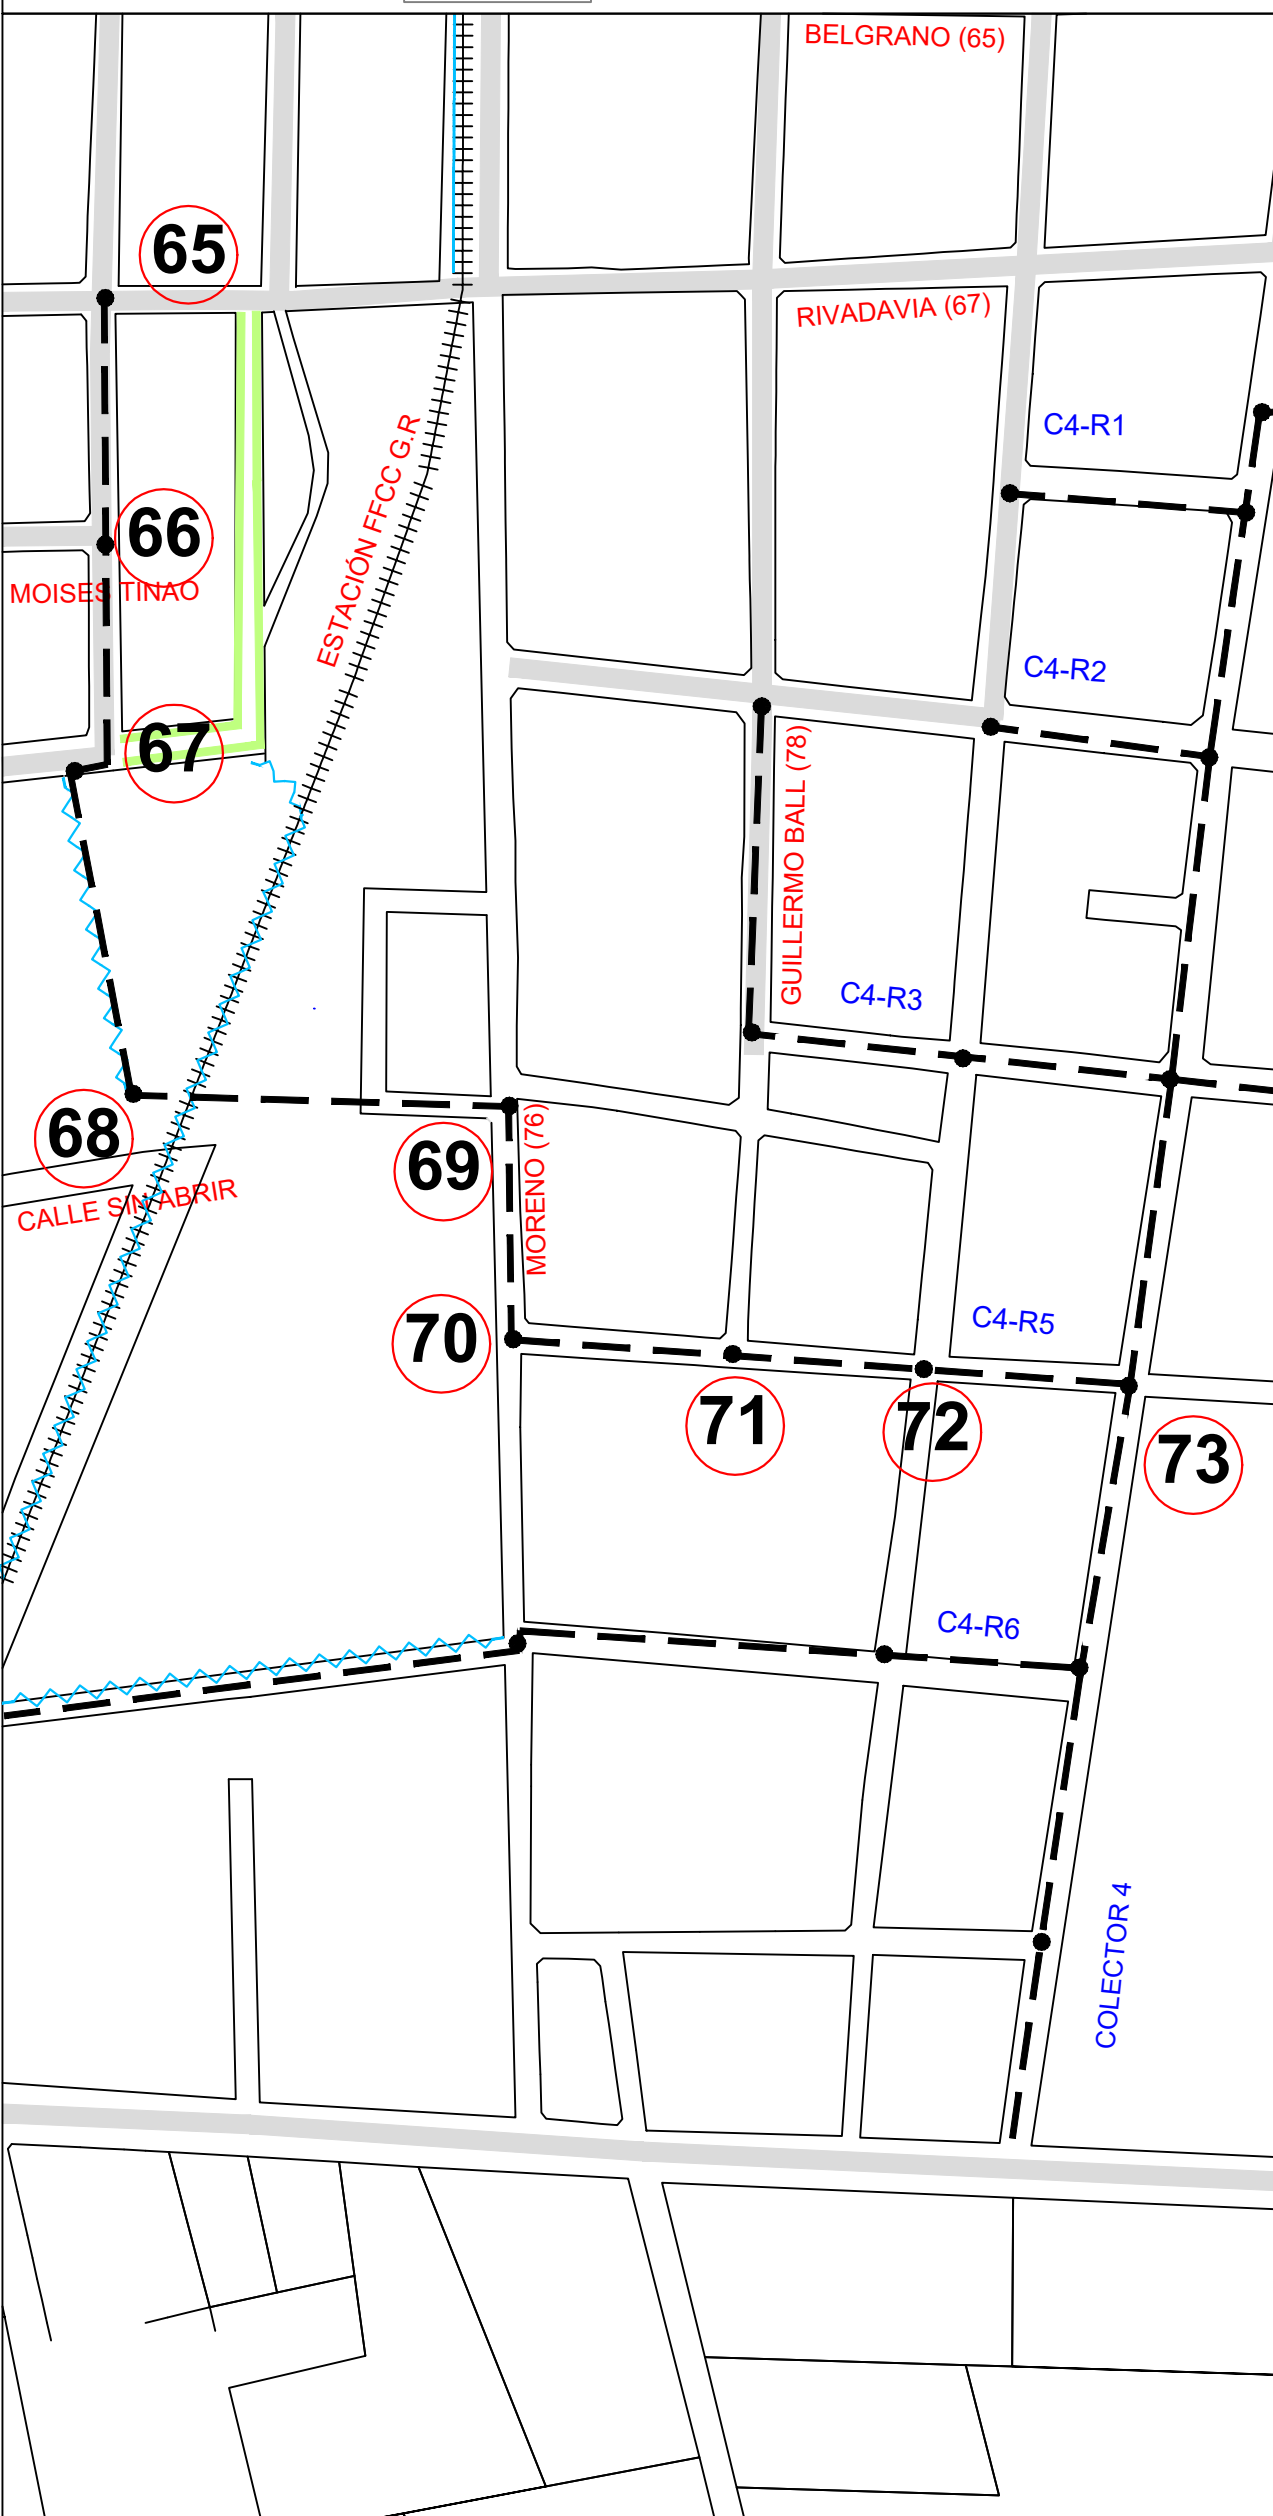 BELGRANO (65)
65
RIVADAVIA (67)
C4-R1
ESTACIÓN FFCC G.R
66
MOISES TINAO
C4-R2
67
GUILLERMO BALL (78)
C4-R3
68
69
MORENO (76)
CALLE SIN ABRIR
70
C4-R5
71
72
73
C4-R6
COLECTOR 4